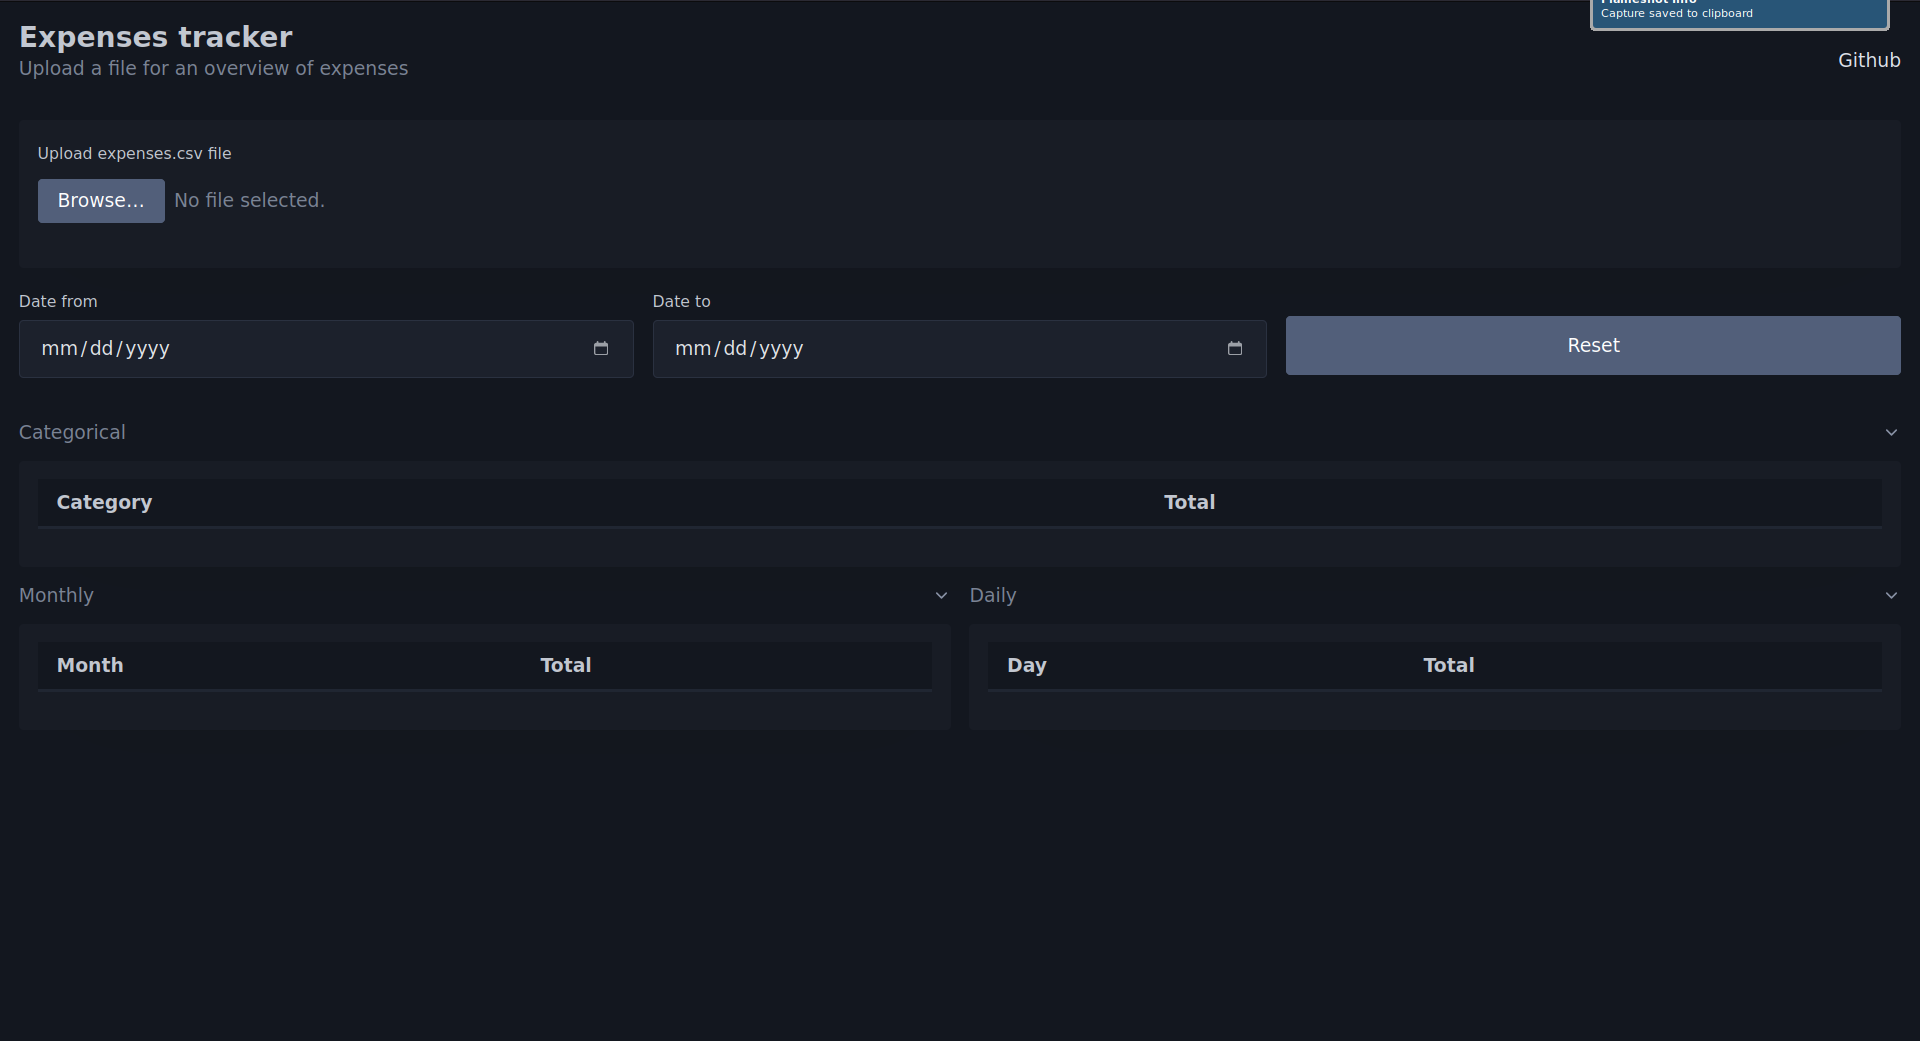 Expenses tracker
Upload a file for an overview of expenses
Capture saved to clipboard
Github
Upload expenses.csv file
Browse... No file selected.
Date from
Date to
mm/dd/yyyy
mm/dd/yyyy
Reset
Categorical
Category Total
Monthly
Daily
Month Total
Day Total